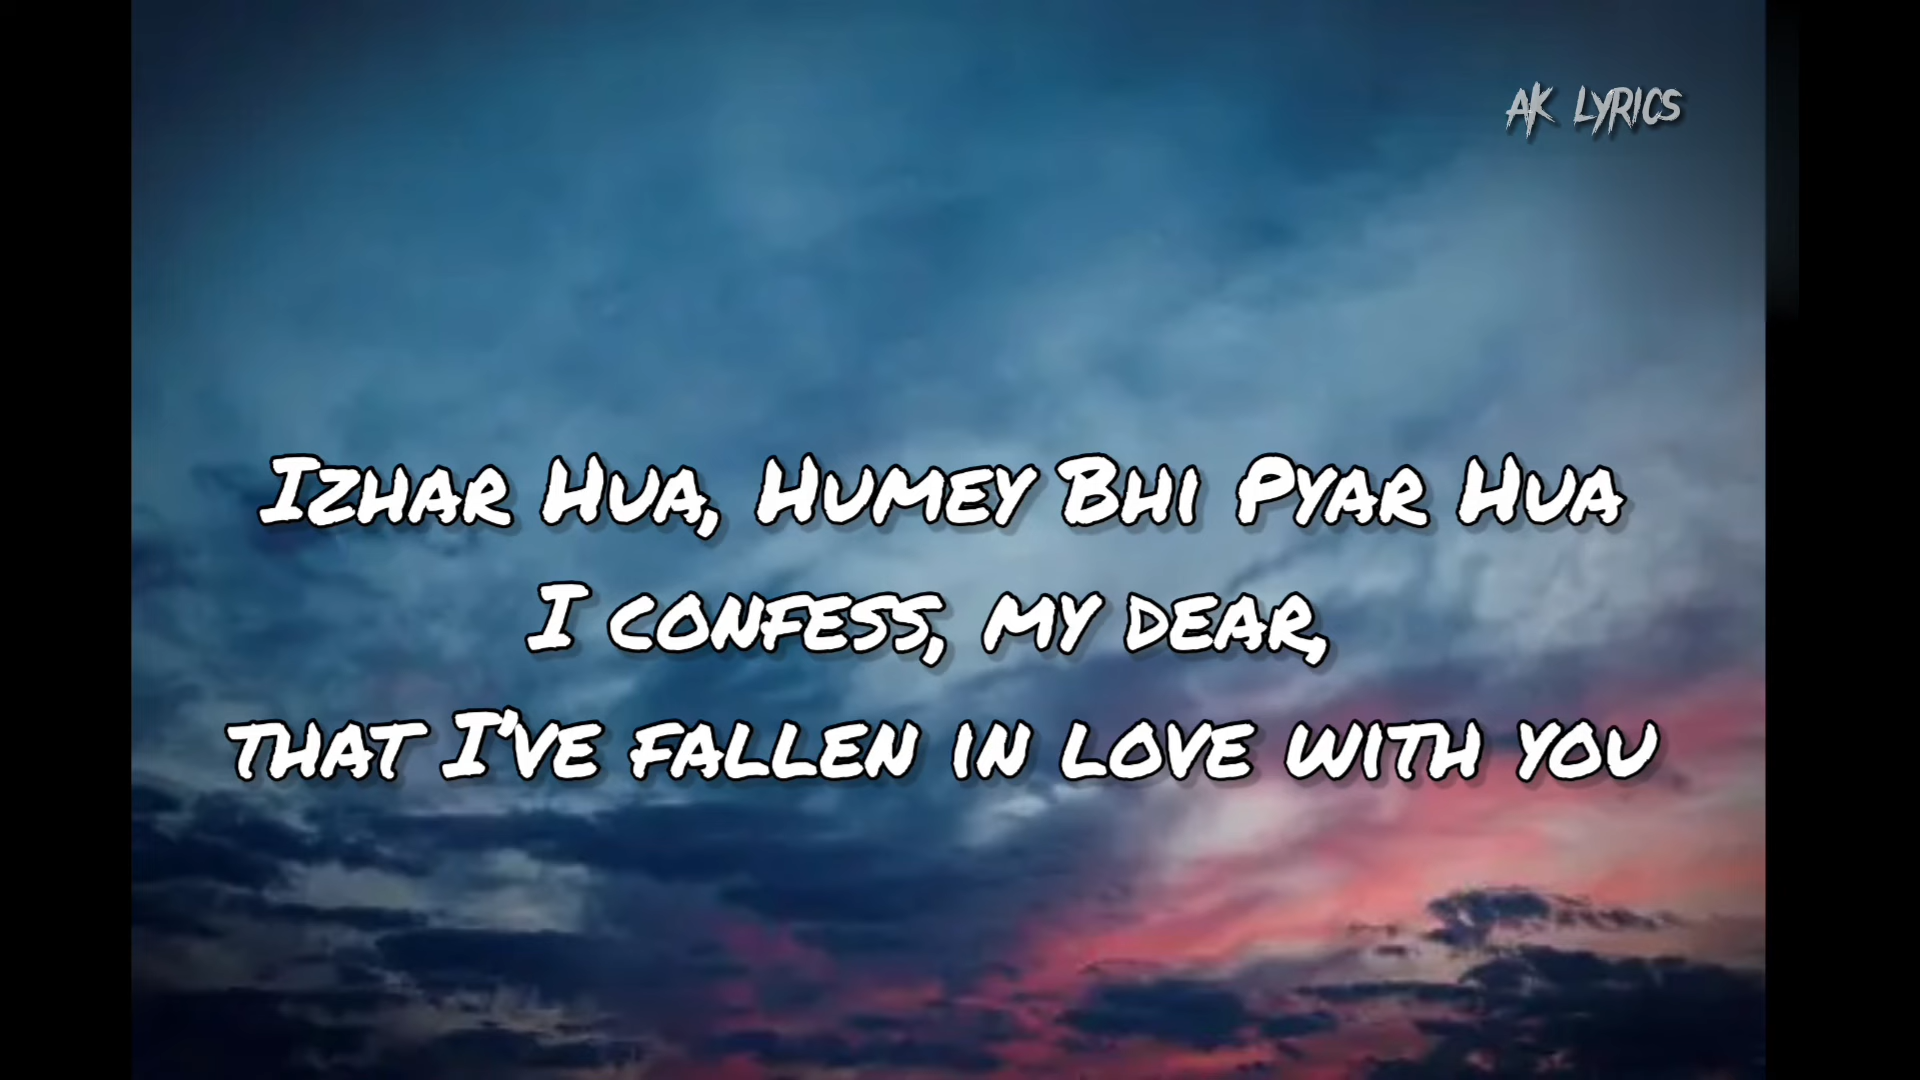 AK LYRICS
Izhar Hua, Humey Bhi Pyar Hua
I confess, my dear,
that I've fallen in love with you